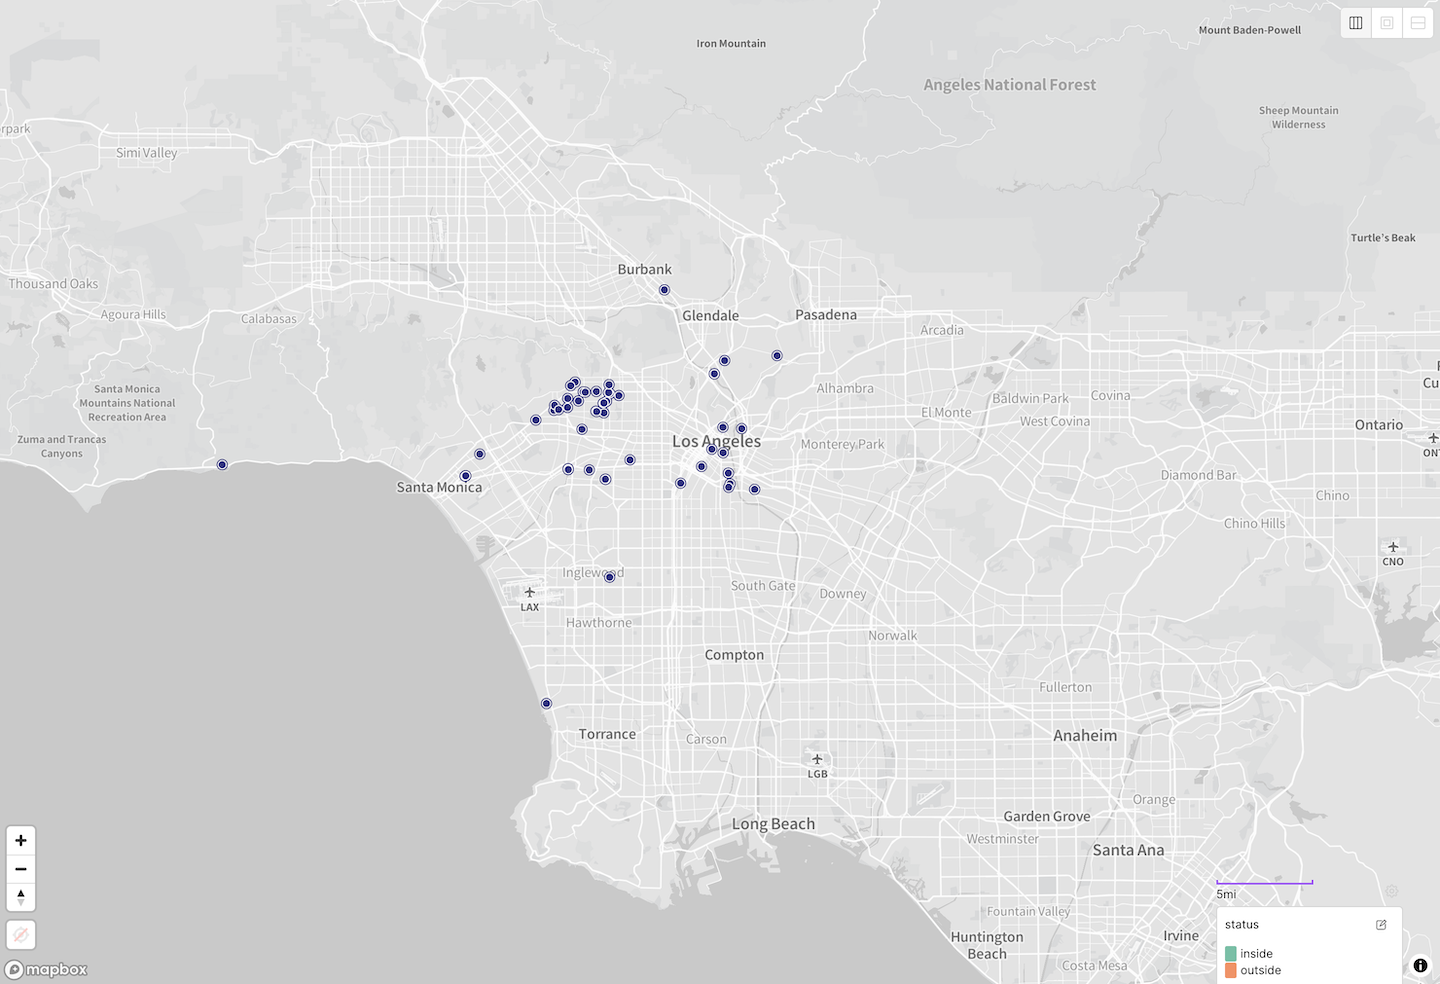 Iron Mountain
Mount Baden-Powell
Angeles National Forest
Sheep Mountain
Wilderness
rpark
Simi Valley
Turtle's Beak
Burbank
Thousand Oaks
Agoura Hills
Calabasas
Glendale
Pasadena
Arcadia
Santa Monica
Mountains National
Recreation Area
Alhambra
Baldwin Park
Covina
El Monte
West Covina
Ontario
Zuma and Trancas
Canyons
Los Angeles
Monterey Park
ON
Diamond Bar
Santa Monica
Chino
Chino Hills
CNO
Inglewood
South Gate
Downey
LAX
Hawthorne
Norwalk
Compton
Fullerton
Torrance
Carson
Anaheim
LGB
Orange
Long Beach
Garden Grove
Westminster
Santa Ana
5mi
Fountain Valley
status
Huntington
Beach
Irvine
inside
Costa Mesa
outside
mapbox